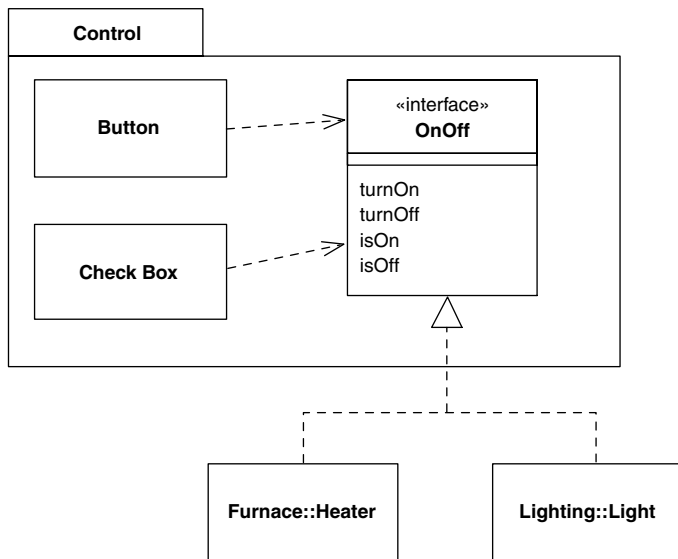 Control
Button
«interface»
OnOff
turnOn
turnOff
isOn
isOff
Check Box
Furnace::Heater
Lighting::Light